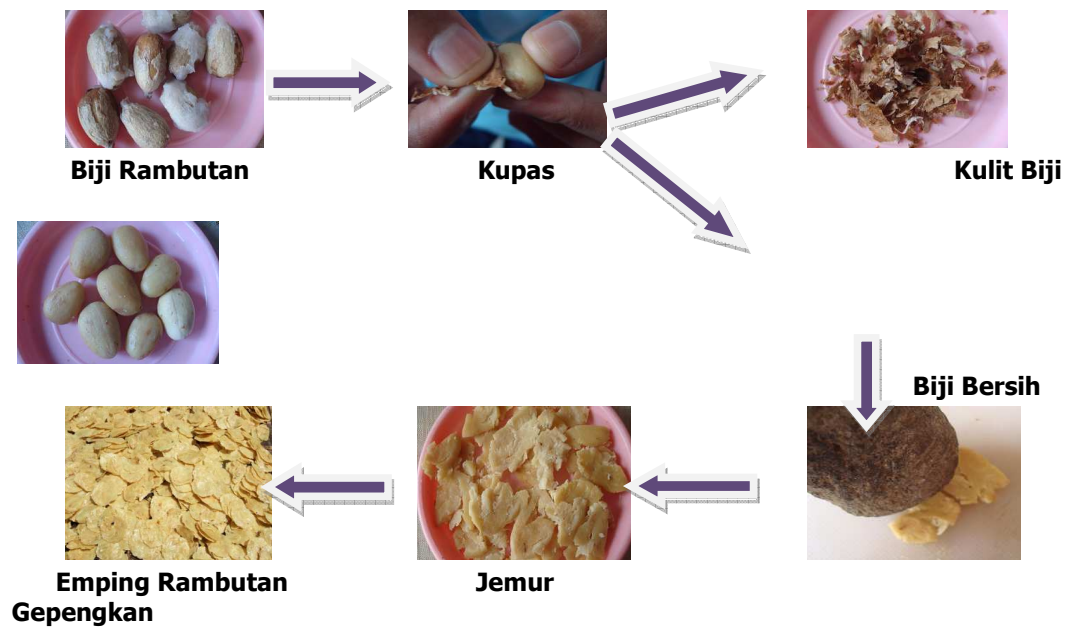 Biji Rambutan
Kupas
Kulit Biji
Biji Bersih
Emping Rambutan
Jemur
Gepengkan